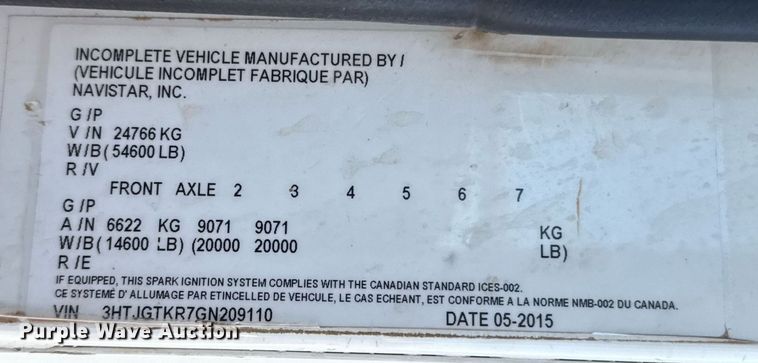 INCOMPLETE VEHICLE MANUFACTURED BY /
(VEHICULE INCOMPLET FABRIQUE PAR)
NAVISTAR, INC.
G /P
V /N 24766 KG
W/B (54600 LB)
R /V
FRONT AXLE 2 3 4 5 6 7
G /P
A /N 6622 KG 9071 9071 KG
W/B (14600 LB) (20000 20000 LB)
R /E
IF EQUIPPED, THIS SPARK IGNITION SYSTEM COMPLIES WITH THE CANADIAN STANDARD ICES-002.
CE SYSTEMÉ D' ALLUMAGE PAR ETINCELLED DE VEHCULE, LE CAS ECHEANT, EST CONFORME A LA NORME NMB-002 DU CANADA.
VIN 3HTJGTKR7GN209110 DATE 05-2015
Purple Wave Auction